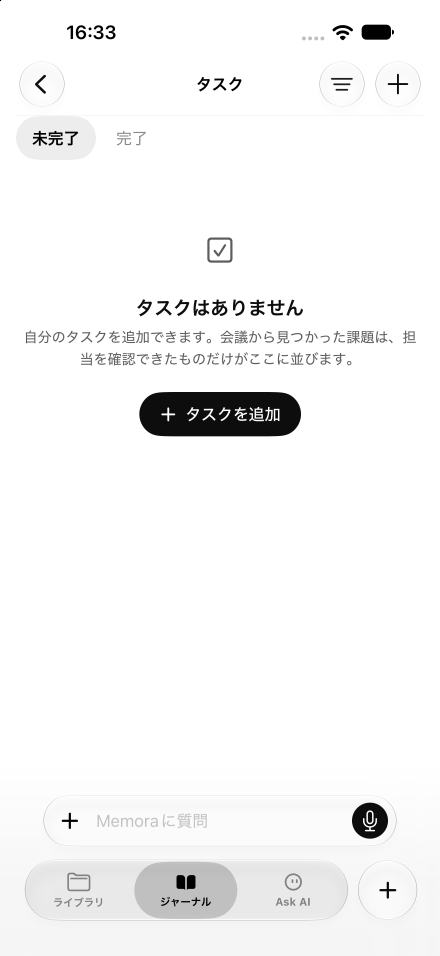 16:33
タスク
未完了
完了
タスクはありません
自分のタスクを追加できます。会議から見つかった課題は、担
当を確認できたものだけがここに並びます。
タスクを追加
Memoraに質問
ライブラリ
ジャーナル
Ask AI